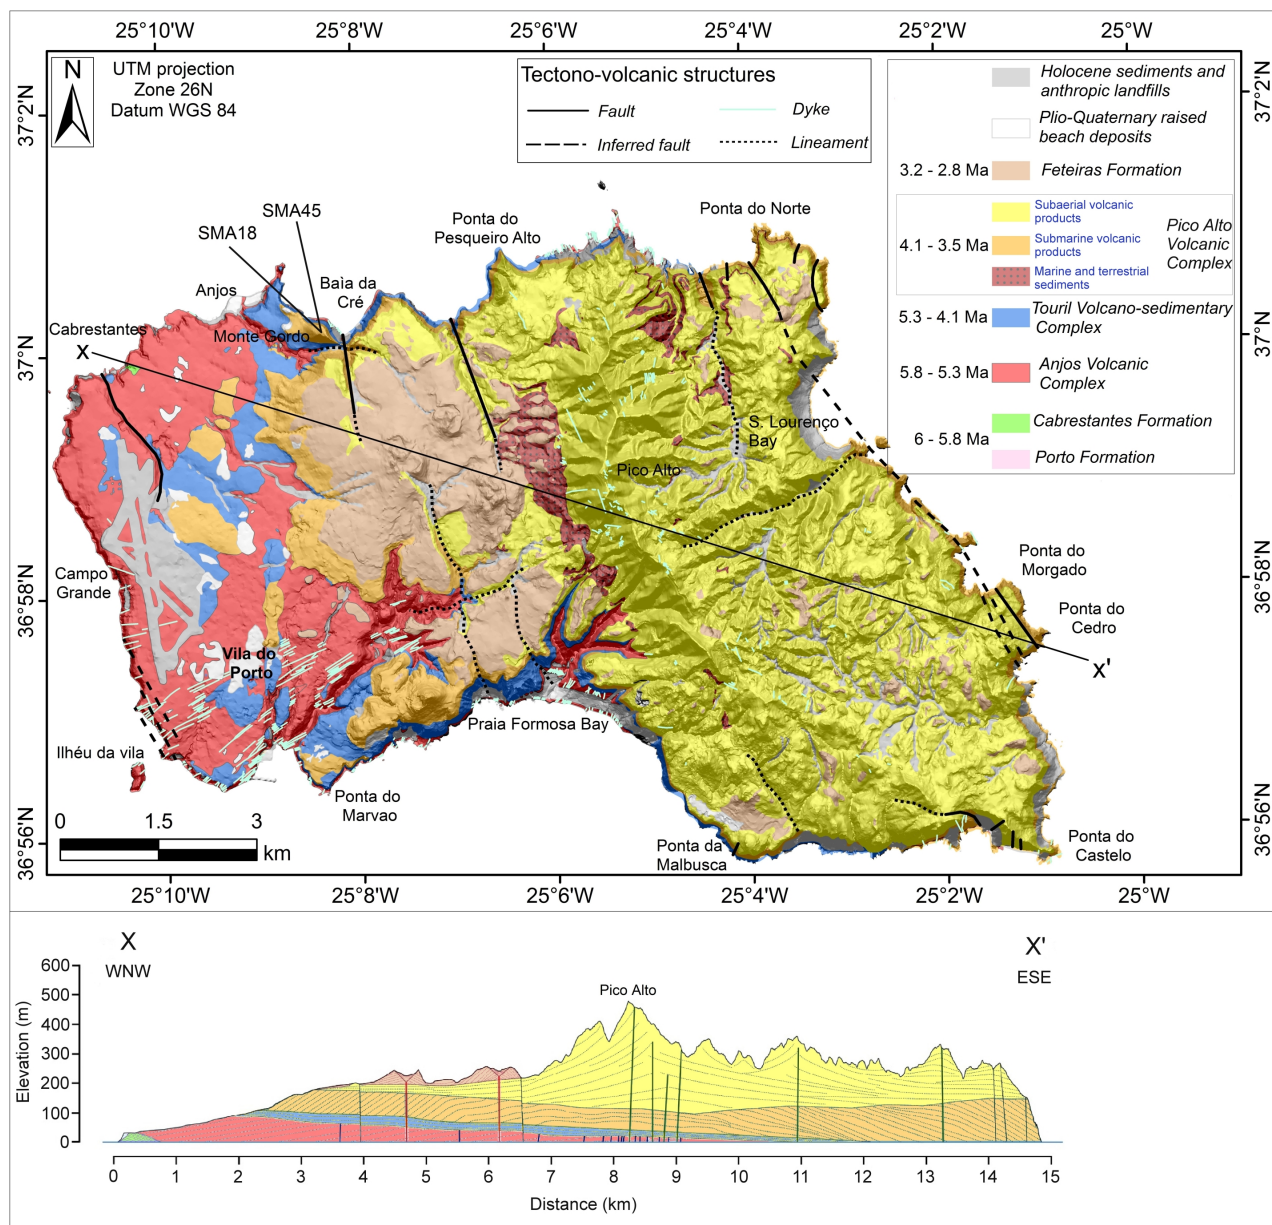 25°10'W 25°8'W 25°6'W 25°4'W 25°2'W 25°W
N
UTM projection
Zone 26N
Datum WGS 84
Tectono-volcanic structures
Fault
Dyke
Inferred fault
Lineament
Holocene sediments and
anthropic landfills
Plio-Quaternary raised
beach deposits
3.2 - 2.8 Ma Feteiras Formation
Subaerial volcanic
products
4.1 - 3.5 Ma
Submarine volcanic
products
Marine and terrestrial
sediments
Pico Alto
Volcanic
Complex
5.3 - 4.1 Ma
Touril Volcano-sedimentary
Complex
5.8 - 5.3 Ma
Anjos Volcanic
Complex
Cabrestantes Formation
6 - 5.8 Ma
Porto Formation
37°2'N
37°N
36°58'N
36°56'N
37°2'N
37°N
36°58'N
36°56'N
SMA45
SMA18
Ponta do
Pesqueiro Alto
Ponta do Norte
Anjos
Baìa da
Cré
Cabrestantes
Monte Gordo
X
S. Lourenço
Bay
Pico Alto
Campo
Grande
Ponta do
Morgado
Ponta do
Cedro
X'
Vila do
Porto
Praia Formosa Bay
Ilhéu da vila
Ponta do
Marvao
Ponta da
Malbusca
Ponta do
Castelo
0 1.5 3
km
25°10'W 25°8'W 25°6'W 25°4'W 25°2'W 25°W
X
WNW
X'
ESE
Pico Alto
Elevation (m)
600
500
400
300
200
100
0
0 1 2 3 4 5 6 7 8 9 10 11 12 13 14 15
Distance (km)